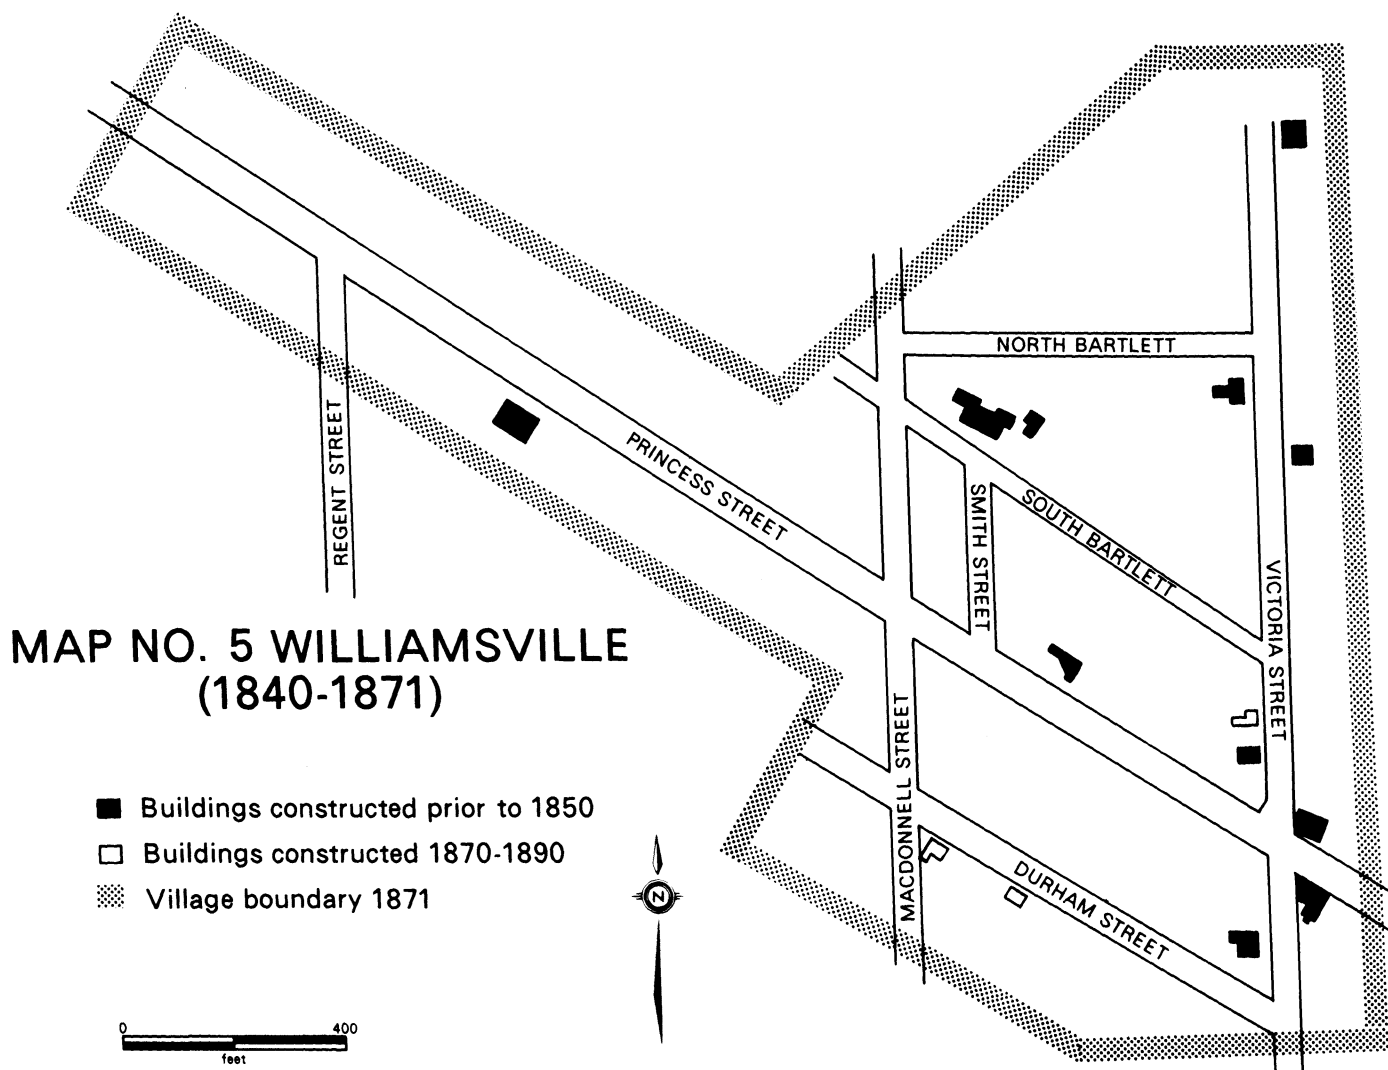 NORTH BARTLETT
REGENT STREET
PRINCESS STREET
SMITH STREET
SOUTH BARTLETT
VICTORIA STREET
MAP NO. 5 WILLIAMSVILLE
(1840-1871)
MACDONNELL STREET
Buildings constructed prior to 1850
Buildings constructed 1870-1890
Village boundary 1871
N
DURHAM STREET
0 400
feet